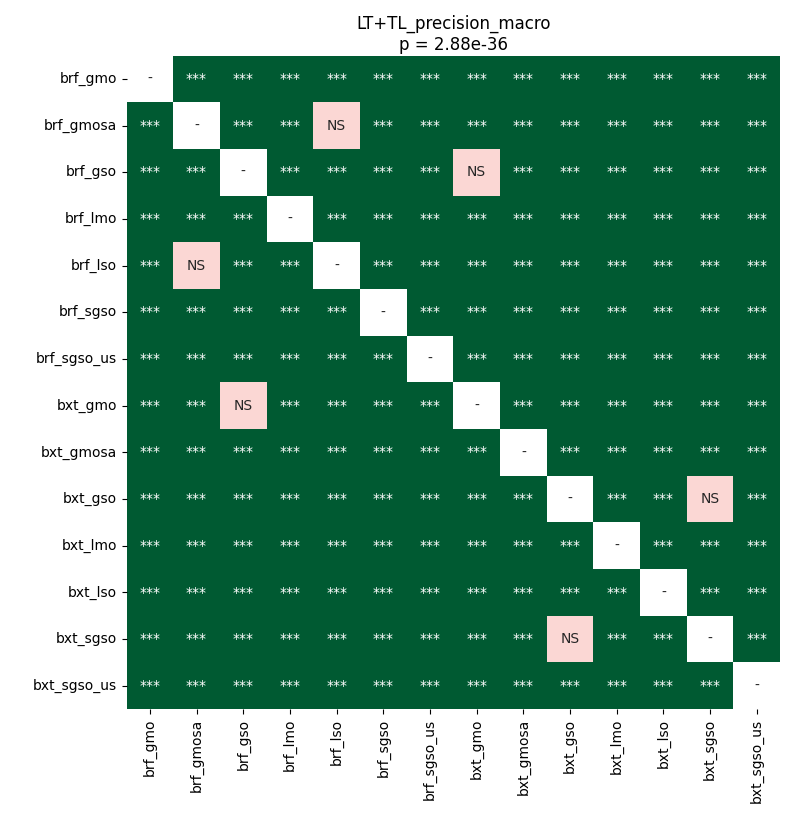 LT+TL_precision_macro
p = 2.88e-36
brf_gmo - *** *** *** *** *** *** *** *** *** *** *** *** ***
brf_gmosa *** - *** *** NS *** *** *** *** *** *** *** *** ***
brf_gso *** *** - *** *** *** *** NS *** *** *** *** *** ***
brf_lmo *** *** *** - *** *** *** *** *** *** *** *** *** ***
brf_lso *** NS *** *** - *** *** *** *** *** *** *** *** ***
brf_sgso *** *** *** *** *** - *** *** *** *** *** *** *** ***
brf_sgso_us *** *** *** *** *** *** - *** *** *** *** *** *** ***
bxt_gmo *** *** NS *** *** *** *** - *** *** *** *** *** ***
bxt_gmosa *** *** *** *** *** *** *** *** - *** *** *** *** ***
bxt_gso *** *** *** *** *** *** *** *** *** - *** *** NS ***
bxt_lmo *** *** *** *** *** *** *** *** *** *** - *** *** ***
bxt_lso *** *** *** *** *** *** *** *** *** *** *** - *** ***
bxt_sgso *** *** *** *** *** *** *** *** *** NS *** *** - ***
bxt_sgso_us *** *** *** *** *** *** *** *** *** *** *** *** *** -
brf_gmo brf_gmosa brf_gso brf_lmo brf_lso brf_sgso brf_sgso_us bxt_gmo bxt_gmosa bxt_gso bxt_lmo bxt_lso bxt_sgso bxt_sgso_us